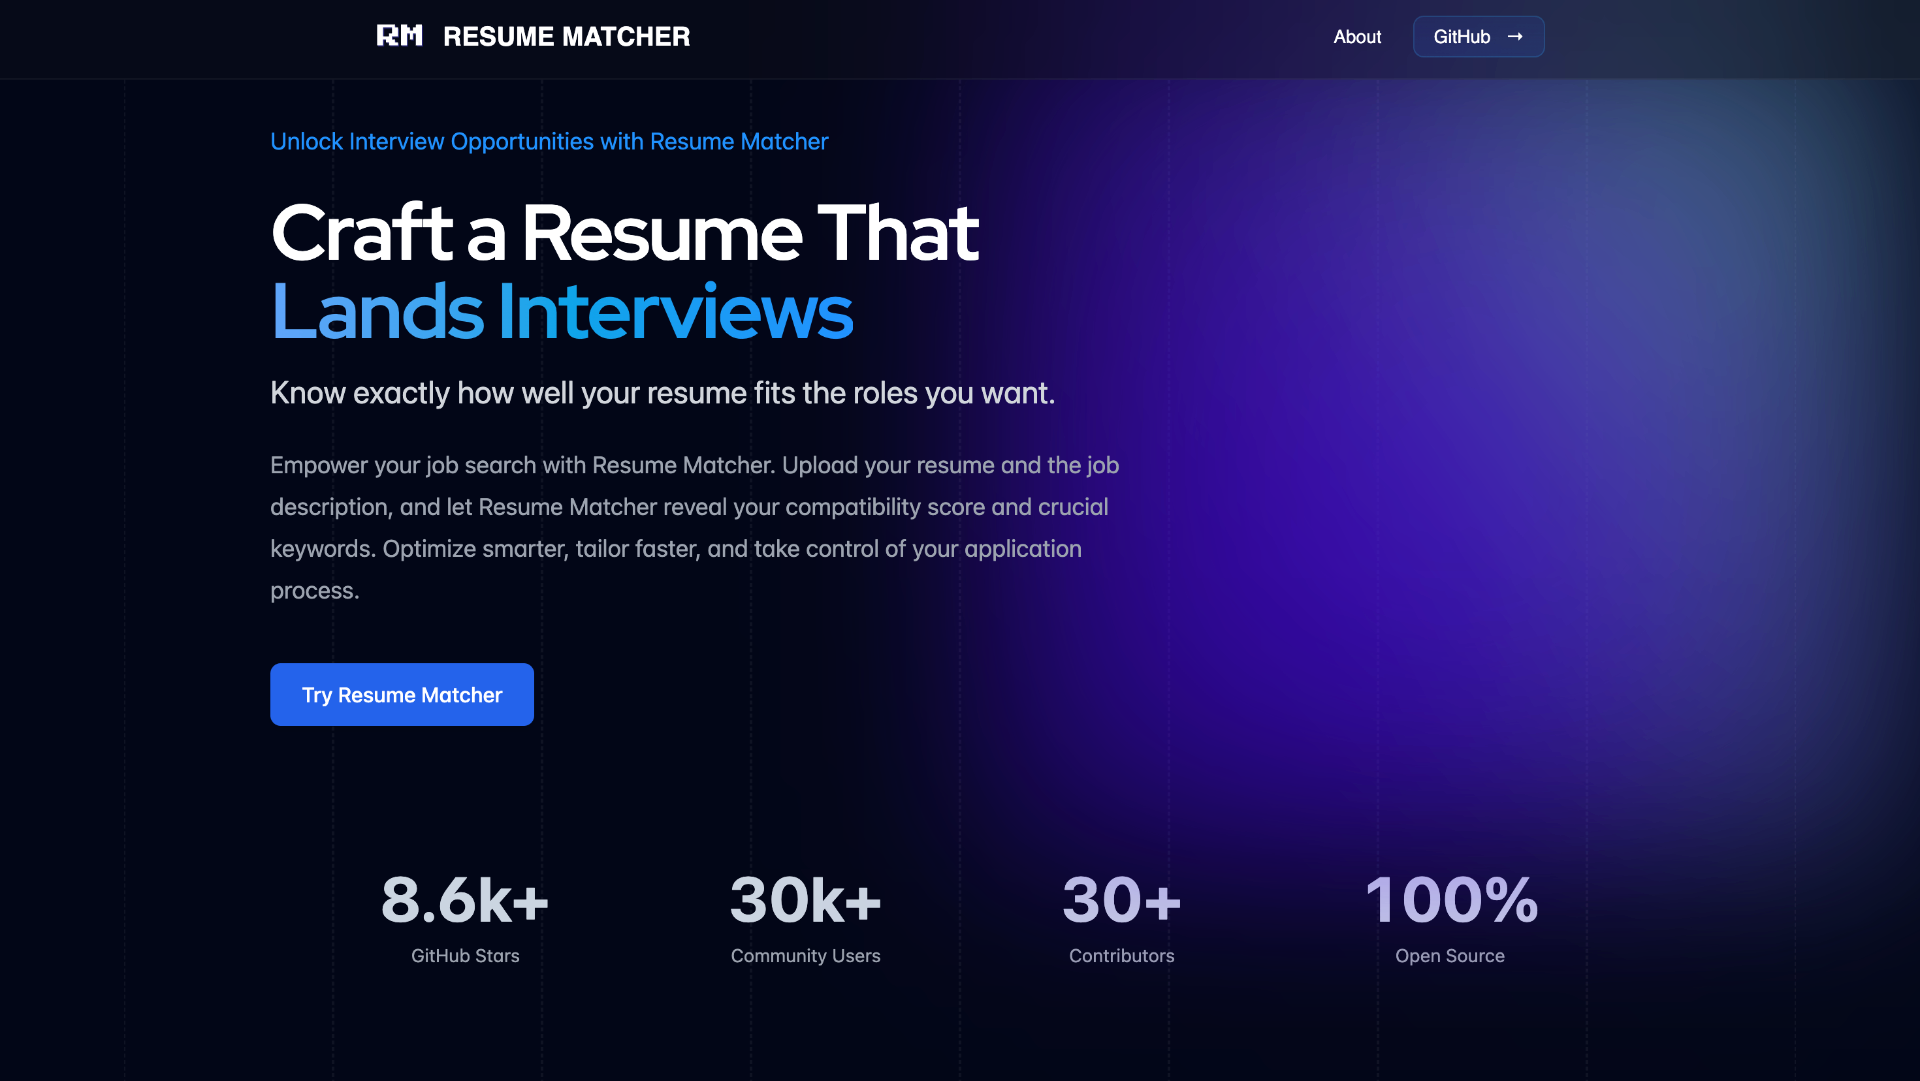 RM RESUME MATCHER
About
GitHub →
Unlock Interview Opportunities with Resume Matcher
Craft a Resume That
Lands Interviews
Know exactly how well your resume fits the roles you want.
Empower your job search with Resume Matcher. Upload your resume and the job
description, and let Resume Matcher reveal your compatibility score and crucial
keywords. Optimize smarter, tailor faster, and take control of your application
process.
Try Resume Matcher
8.6k+
GitHub Stars
30k+
Community Users
30+
Contributors
100%
Open Source